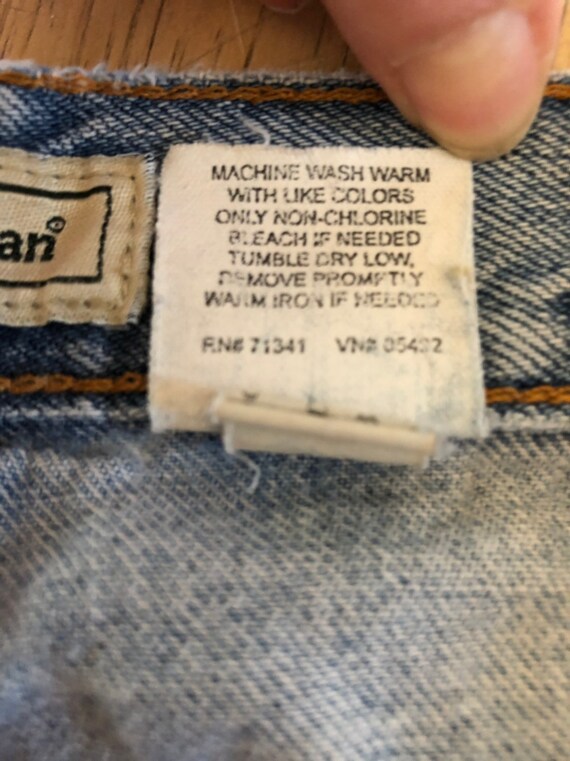 an®
MACHINE WASH WARM
WITH LIKE COLORS
ONLY NON-CHLORINE
BLEACH IF NEEDED
TUMBLE DRY LOW,
REMOVE PROMPTLY
WARM IRON IF NEEDED
RN# 71341 VN#